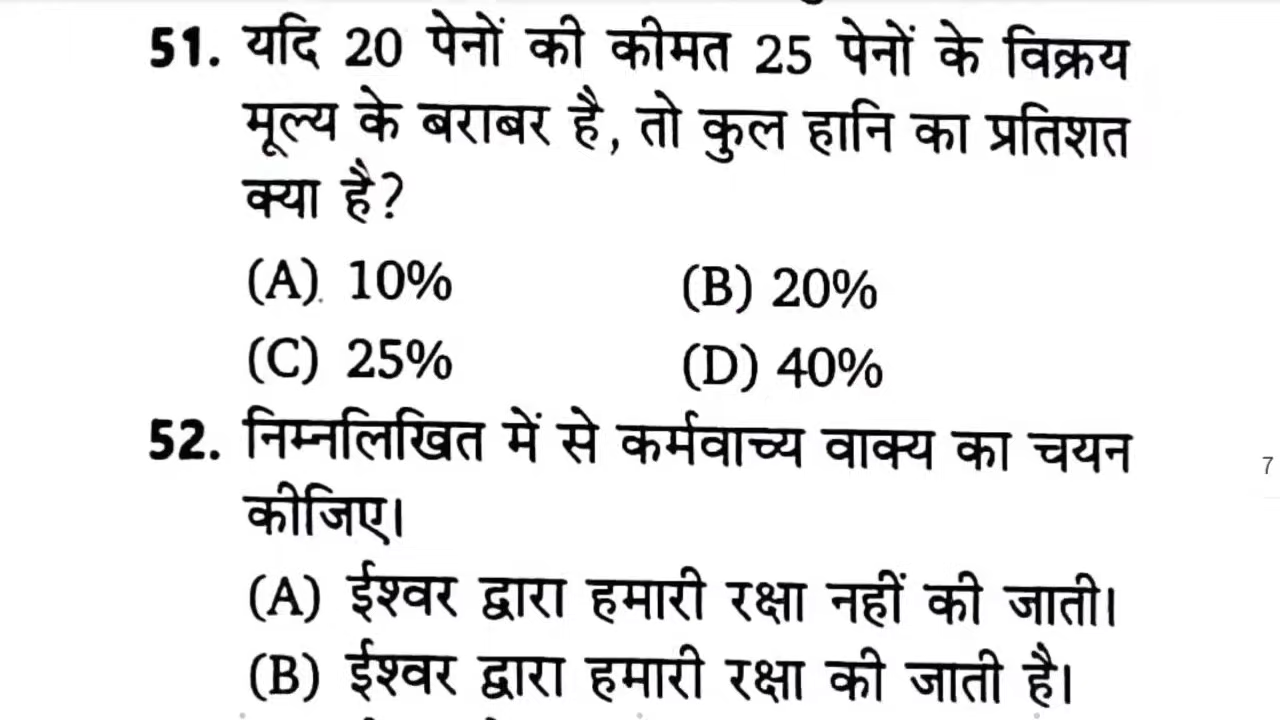 51. यदि 20 पेनों की कीमत 25 पेनों के विक्रय
मूल्य के बराबर है, तो कुल हानि का प्रतिशत
क्या है?
(A) 10% (B) 20%
(C) 25% (D) 40%
52. निम्नलिखित में से कर्मवाच्य वाक्य का चयन
कीजिए।
7
(A) ईश्वर द्वारा हमारी रक्षा नहीं की जाती।
(B) ईश्वर द्वारा हमारी रक्षा की जाती है।